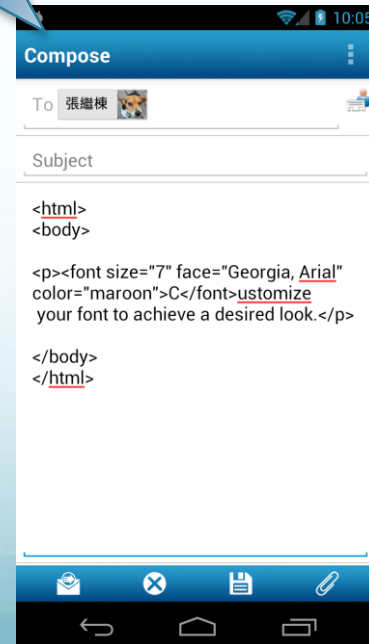 10:05
Compose
To 張繼棟
Subject
<html>
<body>
<p><font size="7" face="Georgia, Arial"
color="maroon">C</font>ustomize
your font to achieve a desired look.</p>
</body>
</html>